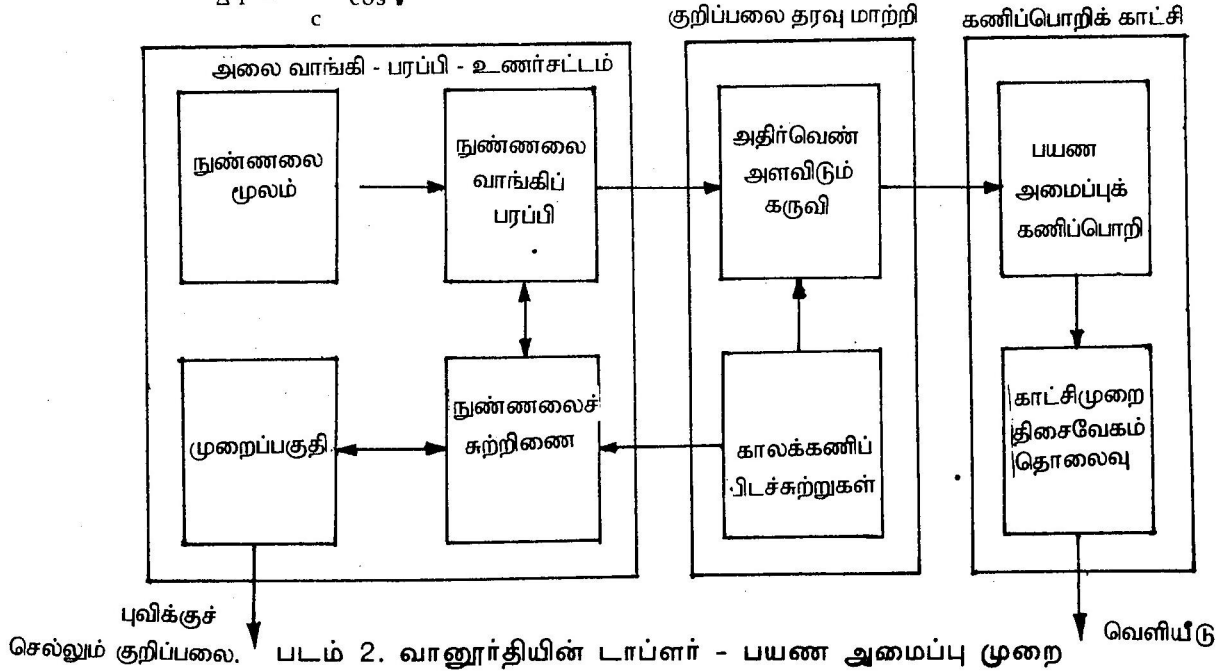 c
குறிப்பலை தரவு மாற்றி
கணிப்பொறிக் காட்சி
அலை வாங்கி - பரப்பி - உணர்சட்டம்
நுண்ணலை
மூலம்
நுண்ணலை
வாங்கிப்
பரப்பி
அதிர்வெண்
அளவிடும்
கருவி
பயண
அமைப்புக்
கணிப்பொறி
முறைப்பகுதி
நுண்ணலைச்
சுற்றிணை
காலக்கணிப்
பிடச்சுற்றுகள்
காட்சிமுறை
திசைவேகம்
தொலைவு
புவிக்குச்
செல்லும் குறிப்பலை.
வெளியீடு
படம் 2. வானூர்தியின் டாப்ளர் - பயண அமைப்பு முறை